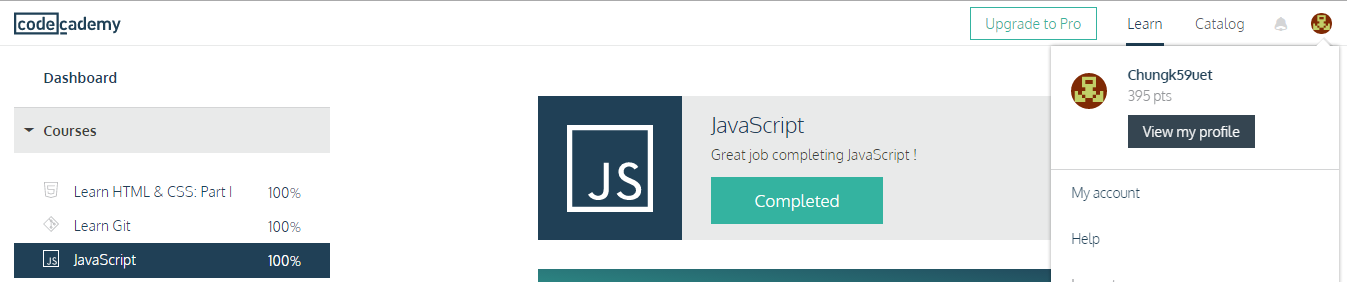 codecademy
Upgrade to Pro
Learn
Catalog
Dashboard
Courses
Learn HTML & CSS: Part I 100%
Learn Git 100%
JS JavaScript 100%
JS
JavaScript
Great job completing JavaScript !
Completed
Chungk59uet
395 pts
View my profile
My account
Help